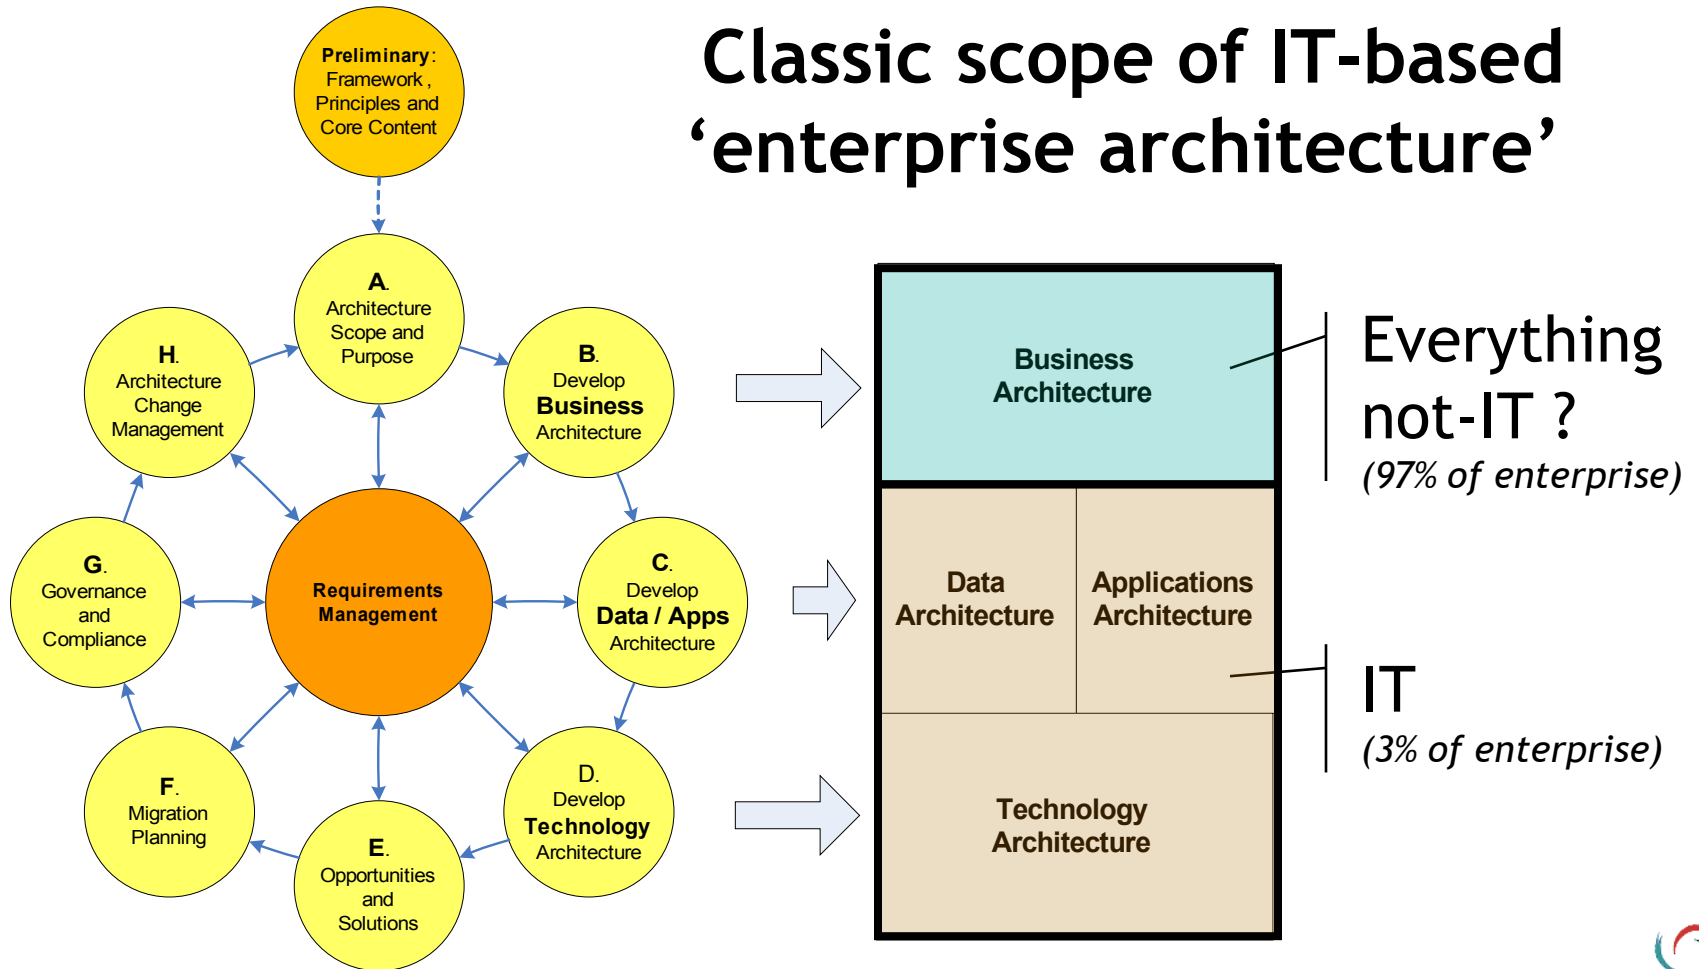 Classic scope of IT-based
‘enterprise architecture’
Preliminary:
Framework ,
Principles and
Core Content
A.
Architecture
Scope and
Purpose
B.
Develop
Business
Architecture
C.
Develop
Data / Apps
Architecture
D.
Develop
Technology
Architecture
E.
Opportunities
and
Solutions
F.
Migration
Planning
G.
Governance
and
Compliance
H.
Architecture
Change
Management
Requirements
Management
Business
Architecture
Data
Architecture
Applications
Architecture
Technology
Architecture
Everything
not-IT ?
(97% of enterprise)
IT
(3% of enterprise)